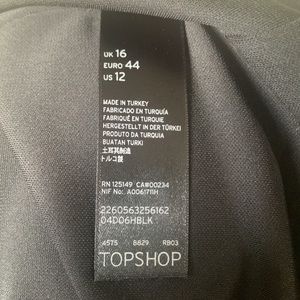 UK 16
EURO 44
US 12
MADE IN TURKEY
FABRICADO EN TURQUÍA
FABRIQUÉ EN TURQUIE
HERGESTELLT IN DER TÜRKEI
PRODUTO DA TURQUIA
BUATAN TURKI
土耳其制造
トルコ製
RN 125149 CA#00234
NIF No: A0061711H
2260563256162
04D06HBLK
4575 8829 RB03
TOPSHOP